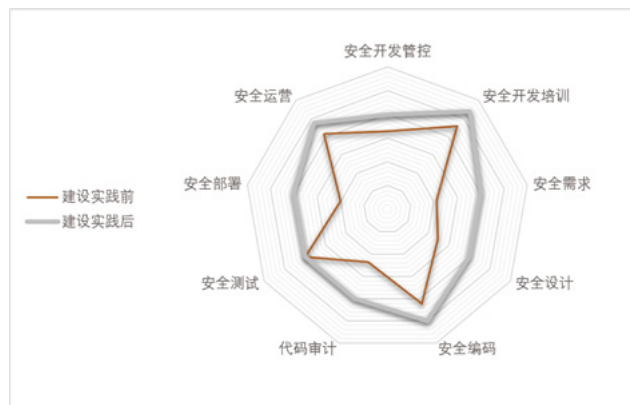 安全开发管控
安全运营
安全开发培训
安全部署
安全需求
建设实践前
建设实践后
安全测试
安全设计
代码审计
安全编码